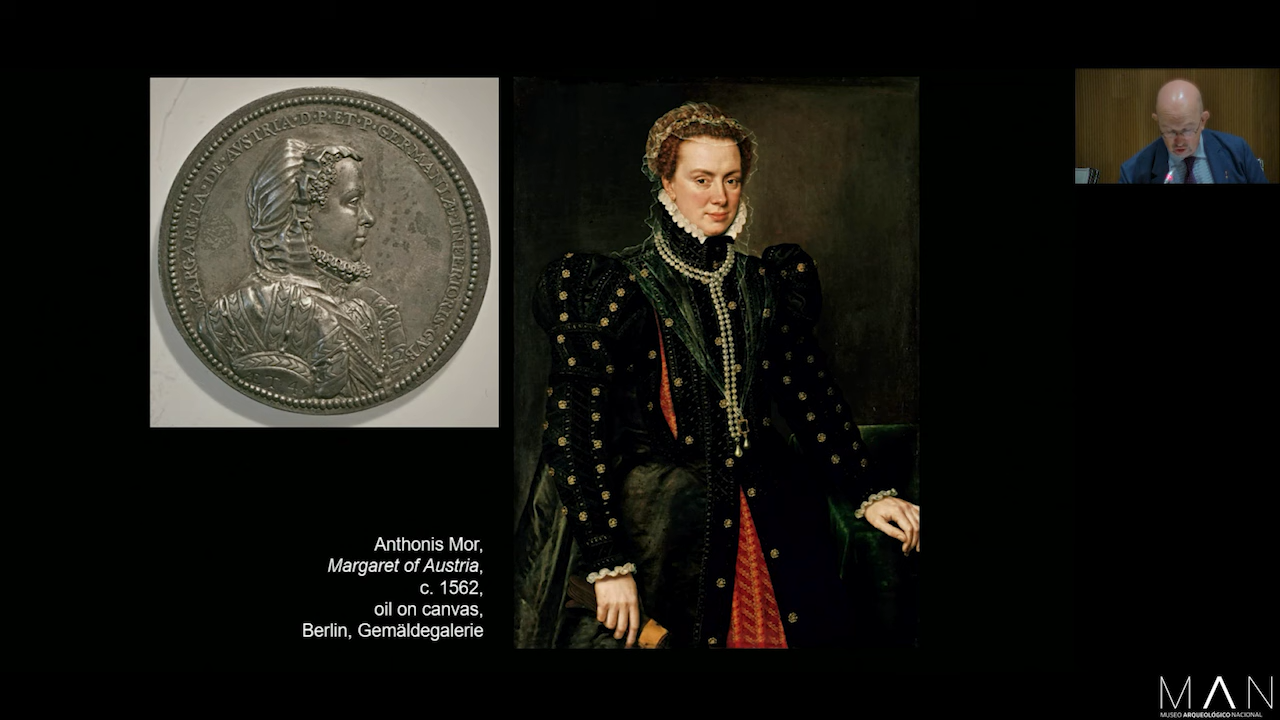 MARGARETA·DE·AVSTRIA·D·P·ET·P·GERMANIÆ·INFERIORIS·GVB
Anthonis Mor,
Margaret of Austria,
c. 1562,
oil on canvas,
Berlin, Gemäldegalerie
MAN
MUSEO ARQUEOLÓGICO NACIONAL